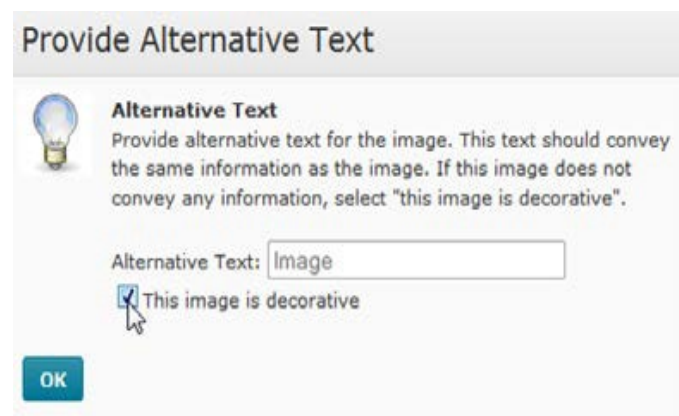 Provide Alternative Text
Alternative Text
Provide alternative text for the image. This text should convey
the same information as the image. If this image does not
convey any information, select "this image is decorative".
Alternative Text: Image
This image is decorative
OK